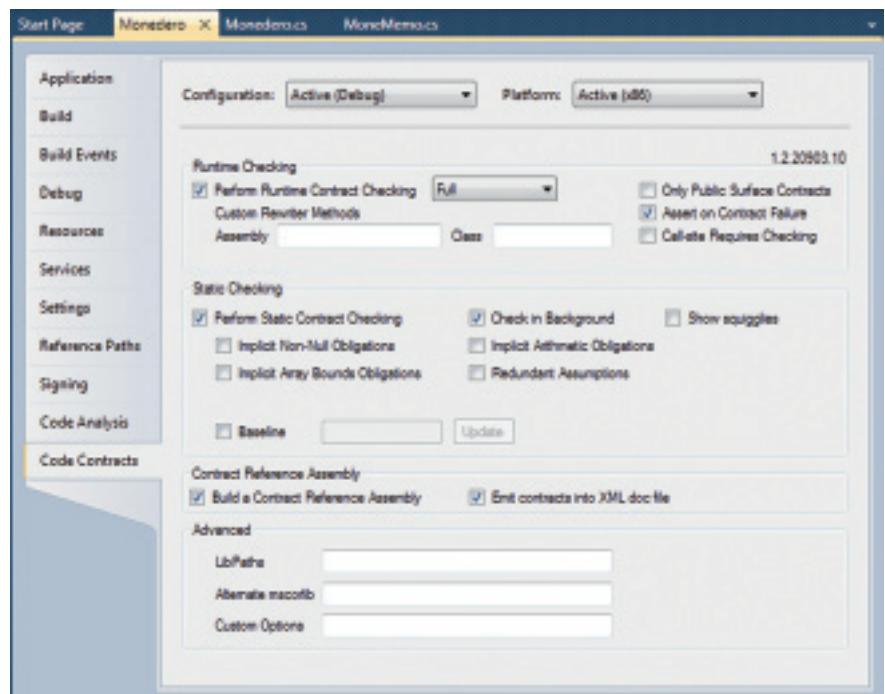 Start Page Monedero × Monedero.cs MoneMemo.cs
Application
Build
Build Events
Debug
Resources
Services
Settings
Reference Paths
Signing
Code Analysis
Code Contracts
Configuration: Active (Debug) Platform: Active (x86)
1.2.20903.10
Runtime Checking
Perform Runtime Contract Checking Full Only Public Surface Contracts
Custom Rewriter Methods Assert on Contract Failure
Assembly Class Call-site Requires Checking
Static Checking
Perform Static Contract Checking Check in Background Show squigglies
Implicit Non-Null Obligations Implicit Arithmetic Obligations
Implicit Array Bounds Obligations Redundant Assumptions
Baseline Update
Contract Reference Assembly
Build a Contract Reference Assembly Emit contracts into XML doc file
Advanced
LibPaths
Alternate mscorlib
Custom Options